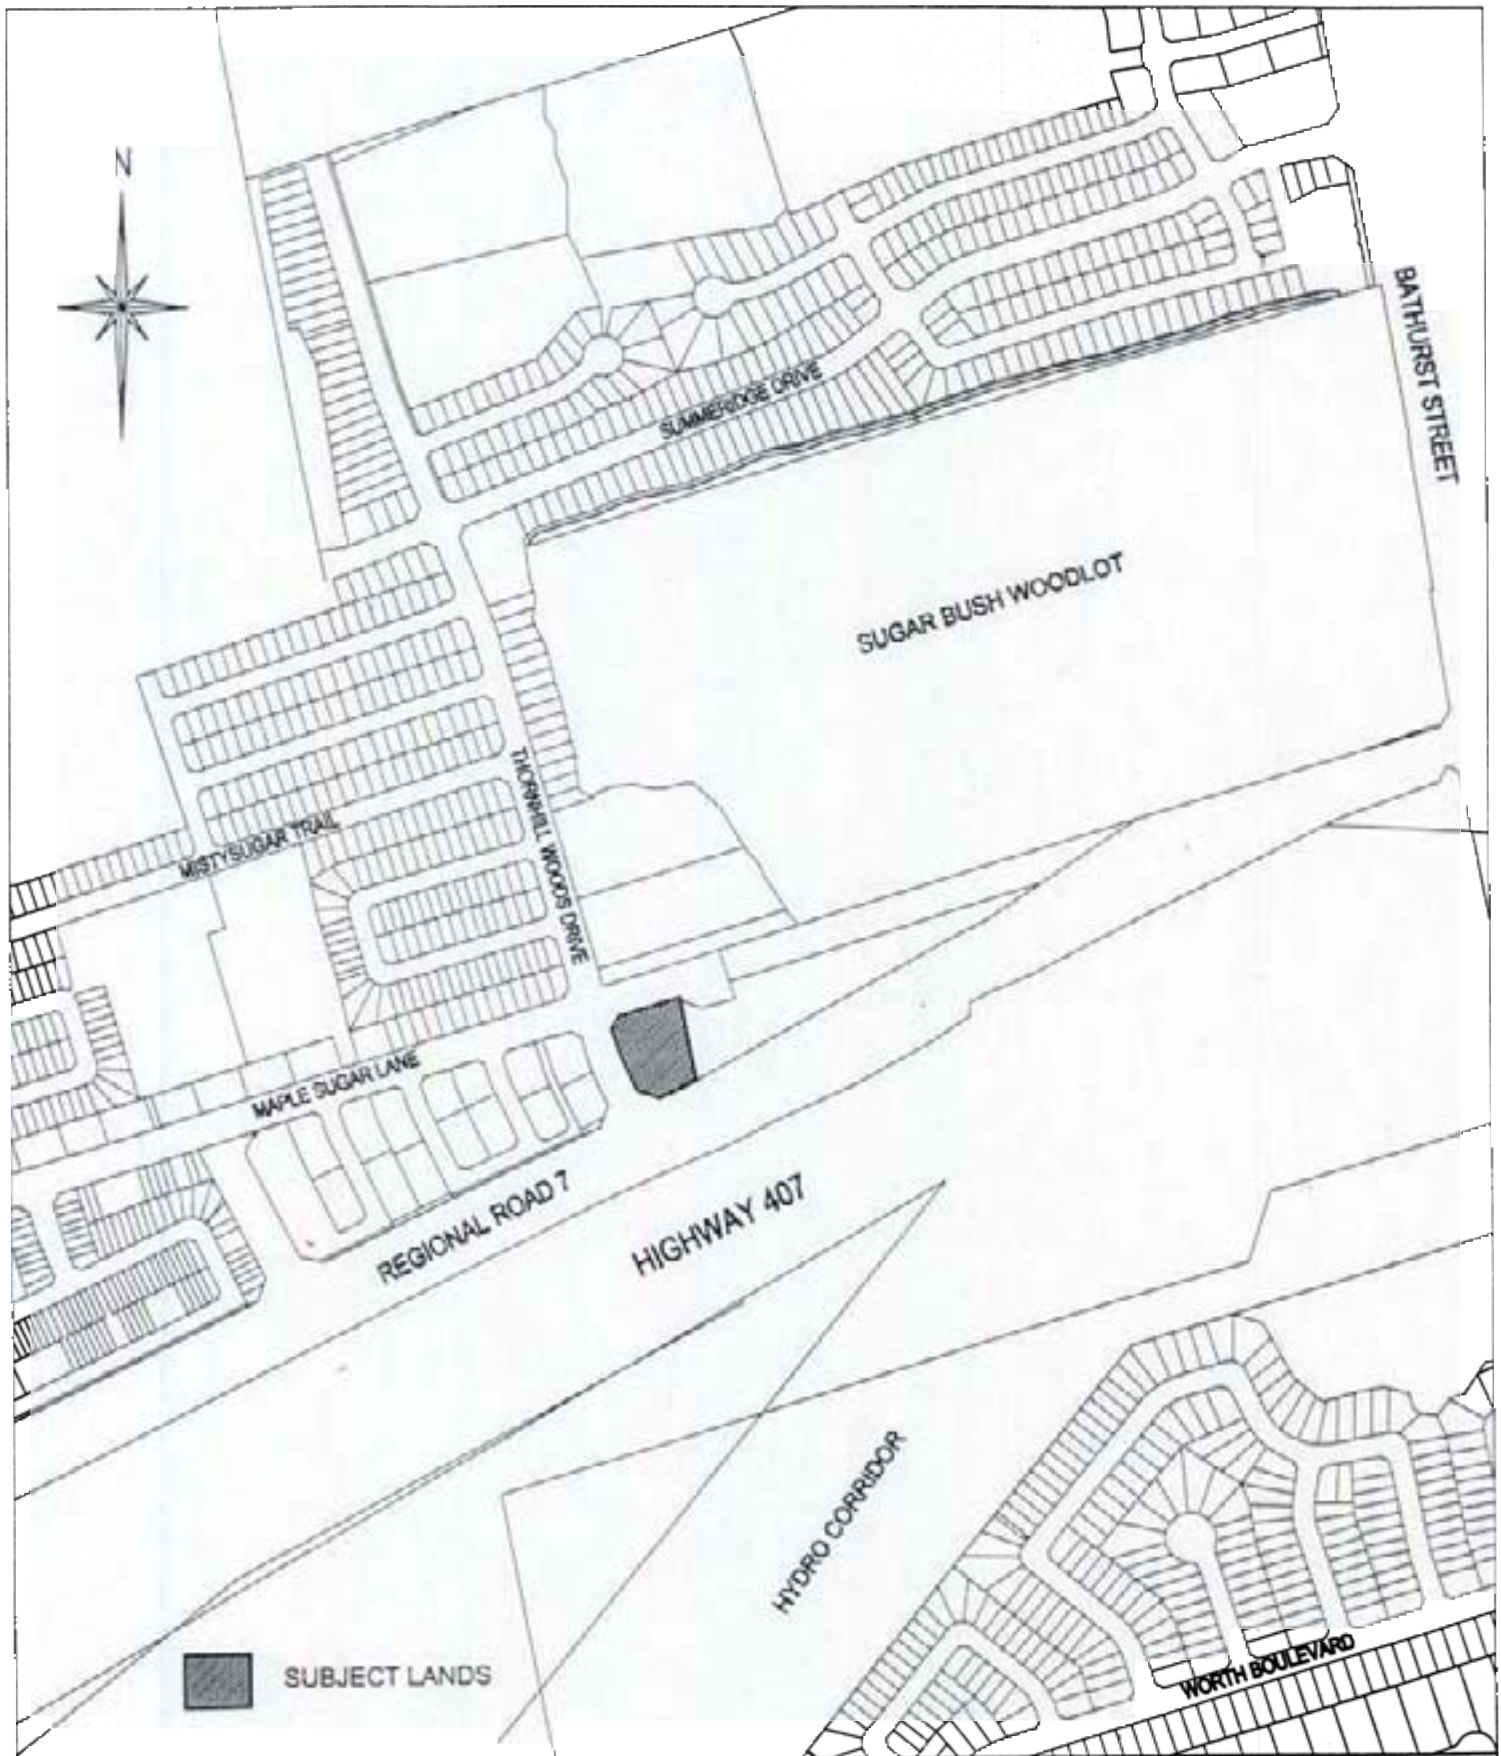 N
BATHURST STREET
SUMMERIDGE DRIVE
SUGAR BUSH WOODLOT
THORNHILL WOODS DRIVE
MISTYSUGAR TRAIL
MAPLE SUGAR LANE
REGIONAL ROAD 7
HIGHWAY 407
HYDRO CORRIDOR
WORTH BOULEVARD
SUBJECT LANDS